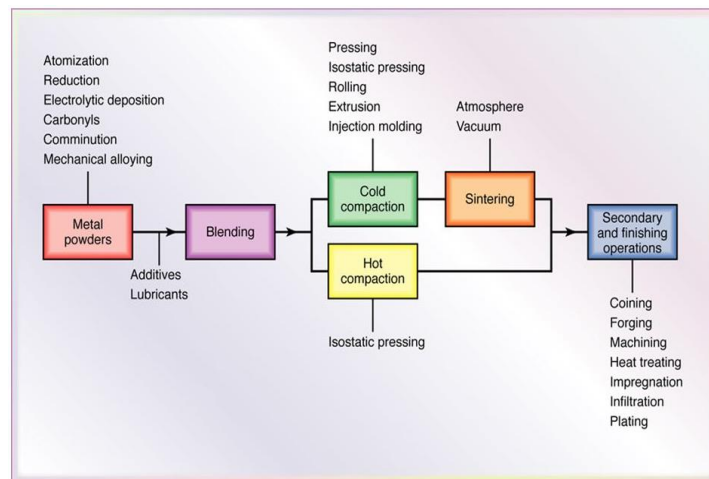 Atomization
Reduction
Electrolytic deposition
Carbonyls
Comminution
Mechanical alloying
Metal
powders
Additives
Lubricants
Blending
Pressing
Isostatic pressing
Rolling
Extrusion
Injection molding
Cold
compaction
Hot
compaction
Isostatic pressing
Atmosphere
Vacuum
Sintering
Secondary
and finishing
operations
Coining
Forging
Machining
Heat treating
Impregnation
Infiltration
Plating